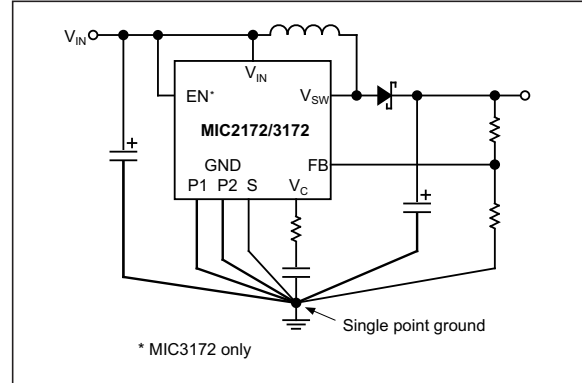 VIN
VIN
EN*
VSW
MIC2172/3172
GND
FB
P1 P2 S VC
+
+
Single point ground
* MIC3172 only